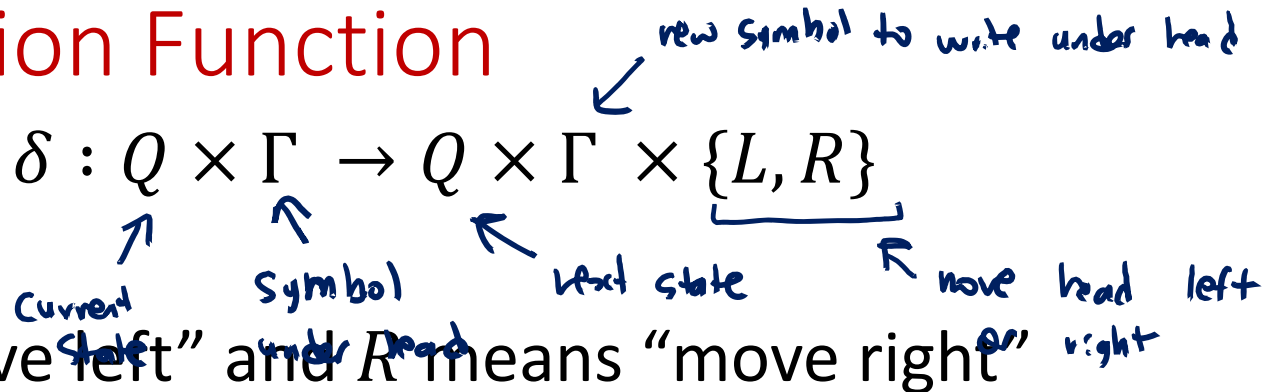 ion Function
new symbol to write under head
δ : Q × Γ → Q × Γ × {L, R}
Current state
symbol under head
next state
move head left or right
ve left” and R means “move right”